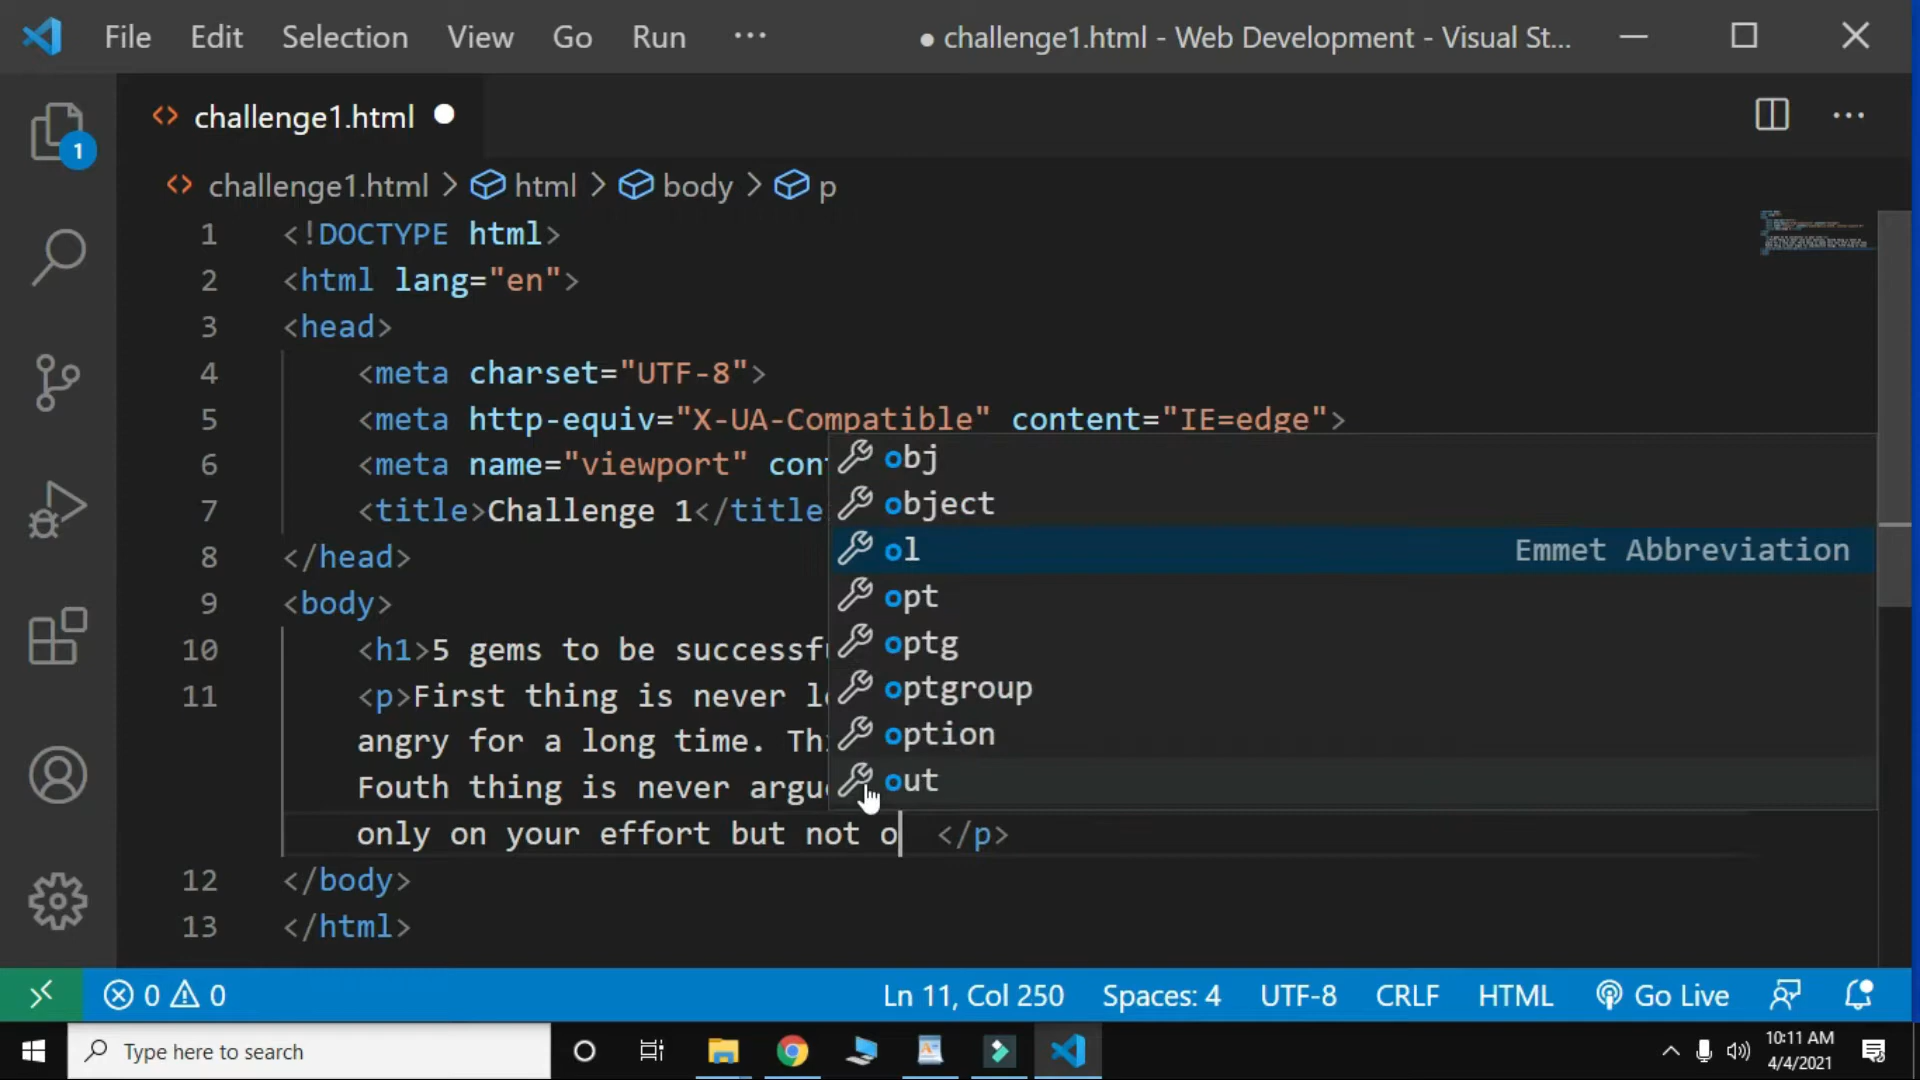 File Edit Selection View Go Run ··· ● challenge1.html - Web Development - Visual St...
challenge1.html
1
challenge1.html > html > body > p
1 <!DOCTYPE html>
2 <html lang="en">
3 <head>
4 <meta charset="UTF-8">
5 <meta http-equiv="X-UA-Compatible" content="IE=edge">
6 <meta name="viewport" con
7 <title>Challenge 1</title
8 </head>
9 <body>
10 <h1>5 gems to be successfu
11 <p>First thing is never l
angry for a long time. Thi
Fouth thing is never argu
only on your effort but not o </p>
12 </body>
13 </html>
obj
object
ol Emmet Abbreviation
opt
optg
optgroup
option
out
0 0 Ln 11, Col 250 Spaces: 4 UTF-8 CRLF HTML Go Live
Type here to search
10:11 AM
4/4/2021